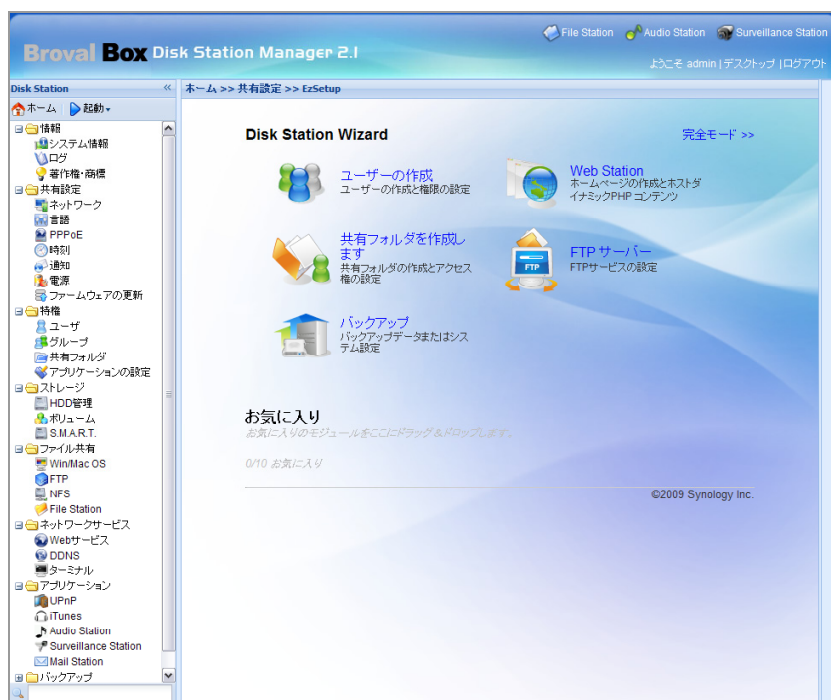 File Station Audio Station Surveillance Station
Broval Box Disk Station Manager 2.1
ようこそ admin | デスクトップ | ログアウト
Disk Station
ホーム >> 共有設定 >> EzSetup
ホーム 起動
情報
システム情報
ログ
著作権・商標
共有設定
ネットワーク
言語
PPPoE
時刻
通知
電源
ファームウェアの更新
特権
ユーザ
グループ
共有フォルダ
アプリケーションの設定
ストレージ
HDD管理
ボリューム
S.M.A.R.T.
ファイル共有
Win/Mac OS
FTP
NFS
File Station
ネットワークサービス
Webサービス
DDNS
ターミナル
アプリケーション
UPnP
iTunes
Audio Station
Surveillance Station
Mail Station
バックアップ
Disk Station Wizard
完全モード >>
ユーザーの作成
ユーザーの作成と権限の設定
Web Station
ホームページの作成とホストダ
イナミックPHP コンテンツ
共有フォルダを作成し
ます
共有フォルダの作成とアクセス
権の設定
FTP
FTP サーバー
FTPサービスの設定
バックアップ
バックアップデータまたはシス
テム設定
お気に入り
お気に入りのモジュールをここにドラッグ&ドロップします。
0/10 お気に入り
©2009 Synology Inc.